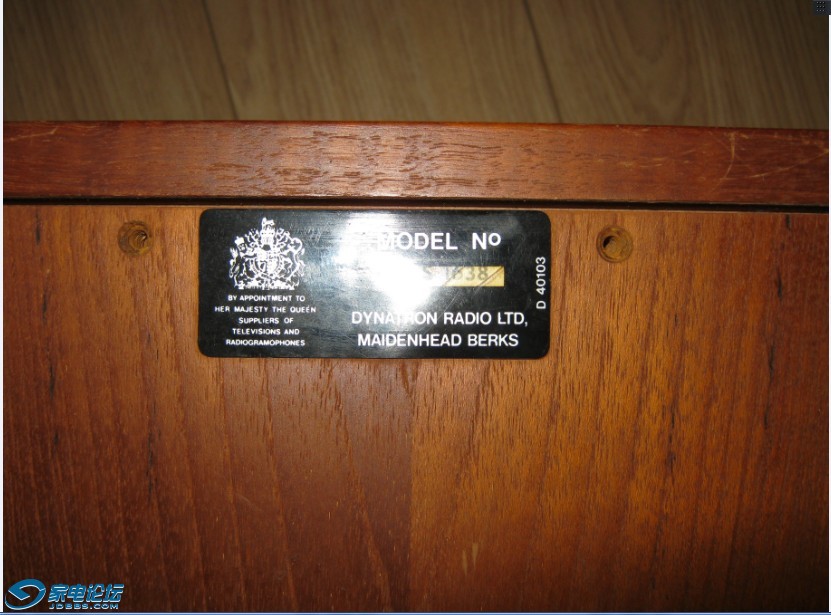 MODEL Nº
1638
BY APPOINTMENT TO
HER MAJESTY THE QUEEN
SUPPLIERS OF
TELEVISIONS AND
RADIOGRAMOPHONES
DYNATRON RADIO LTD,
MAIDENHEAD BERKS
D 40103
家电论坛
JDBBS.COM